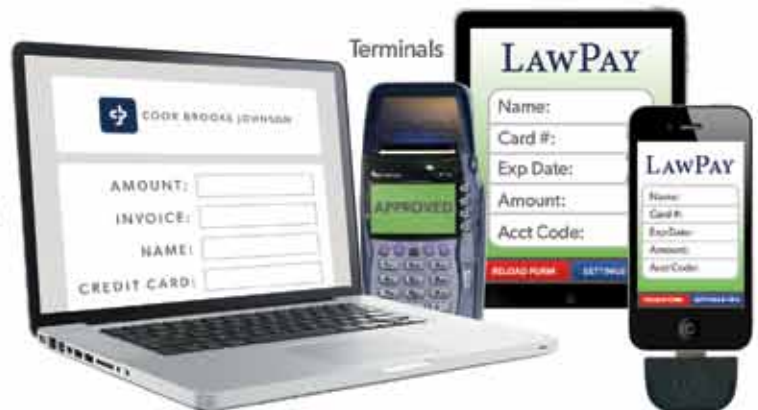 Terminals
COOK BROOKE JOHNSON
AMOUNT:
INVOICE:
NAME:
CREDIT CARD:
APPROVED
LAWPAY
Name:
Card #:
Exp Date:
Amount:
Acct Code:
RELOAD FORM
SETTINGS
LAWPAY
Name:
Card #:
Exp Date:
Amount:
Acct Code: